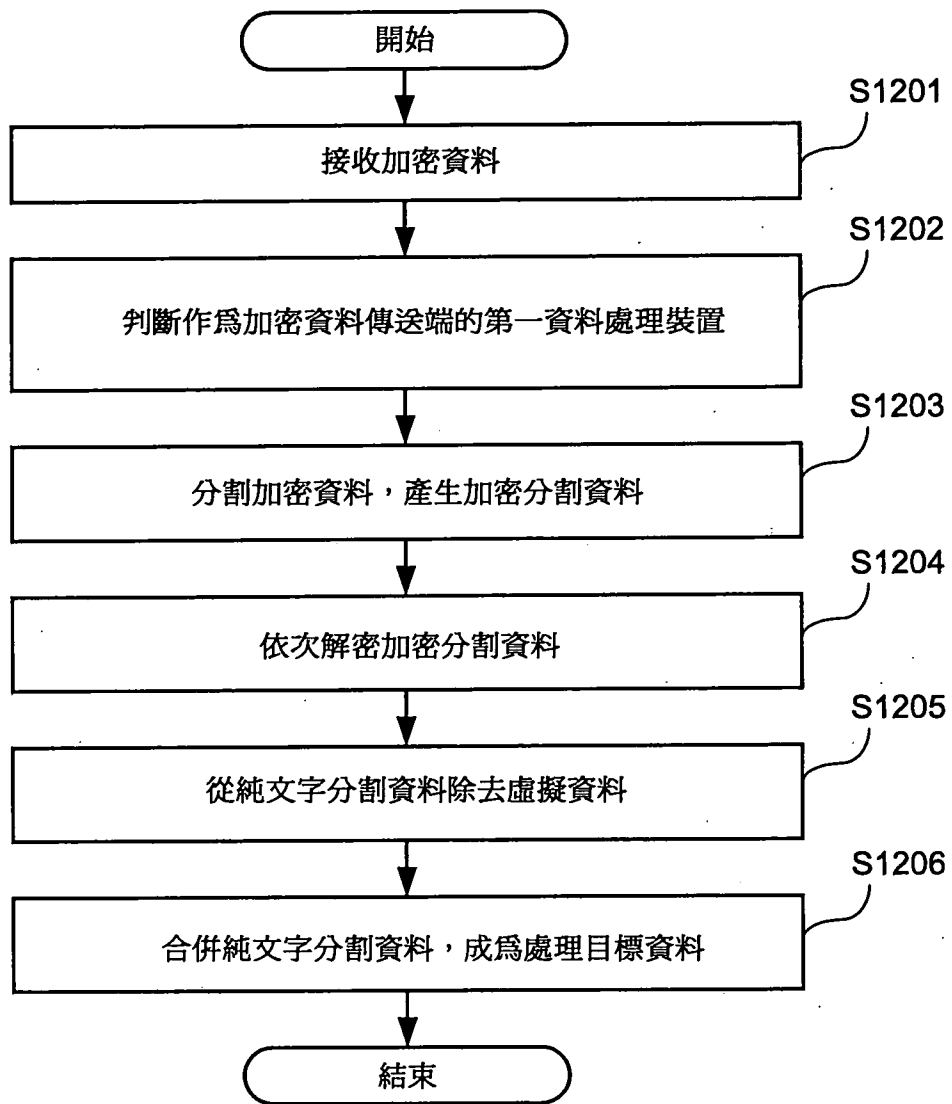 開始
S1201
接收加密資料
S1202
判斷作爲加密資料傳送端的第一資料處理裝置
S1203
分割加密資料，產生加密分割資料
S1204
依次解密加密分割資料
S1205
從純文字分割資料除去虛擬資料
S1206
合併純文字分割資料，成爲處理目標資料
結束